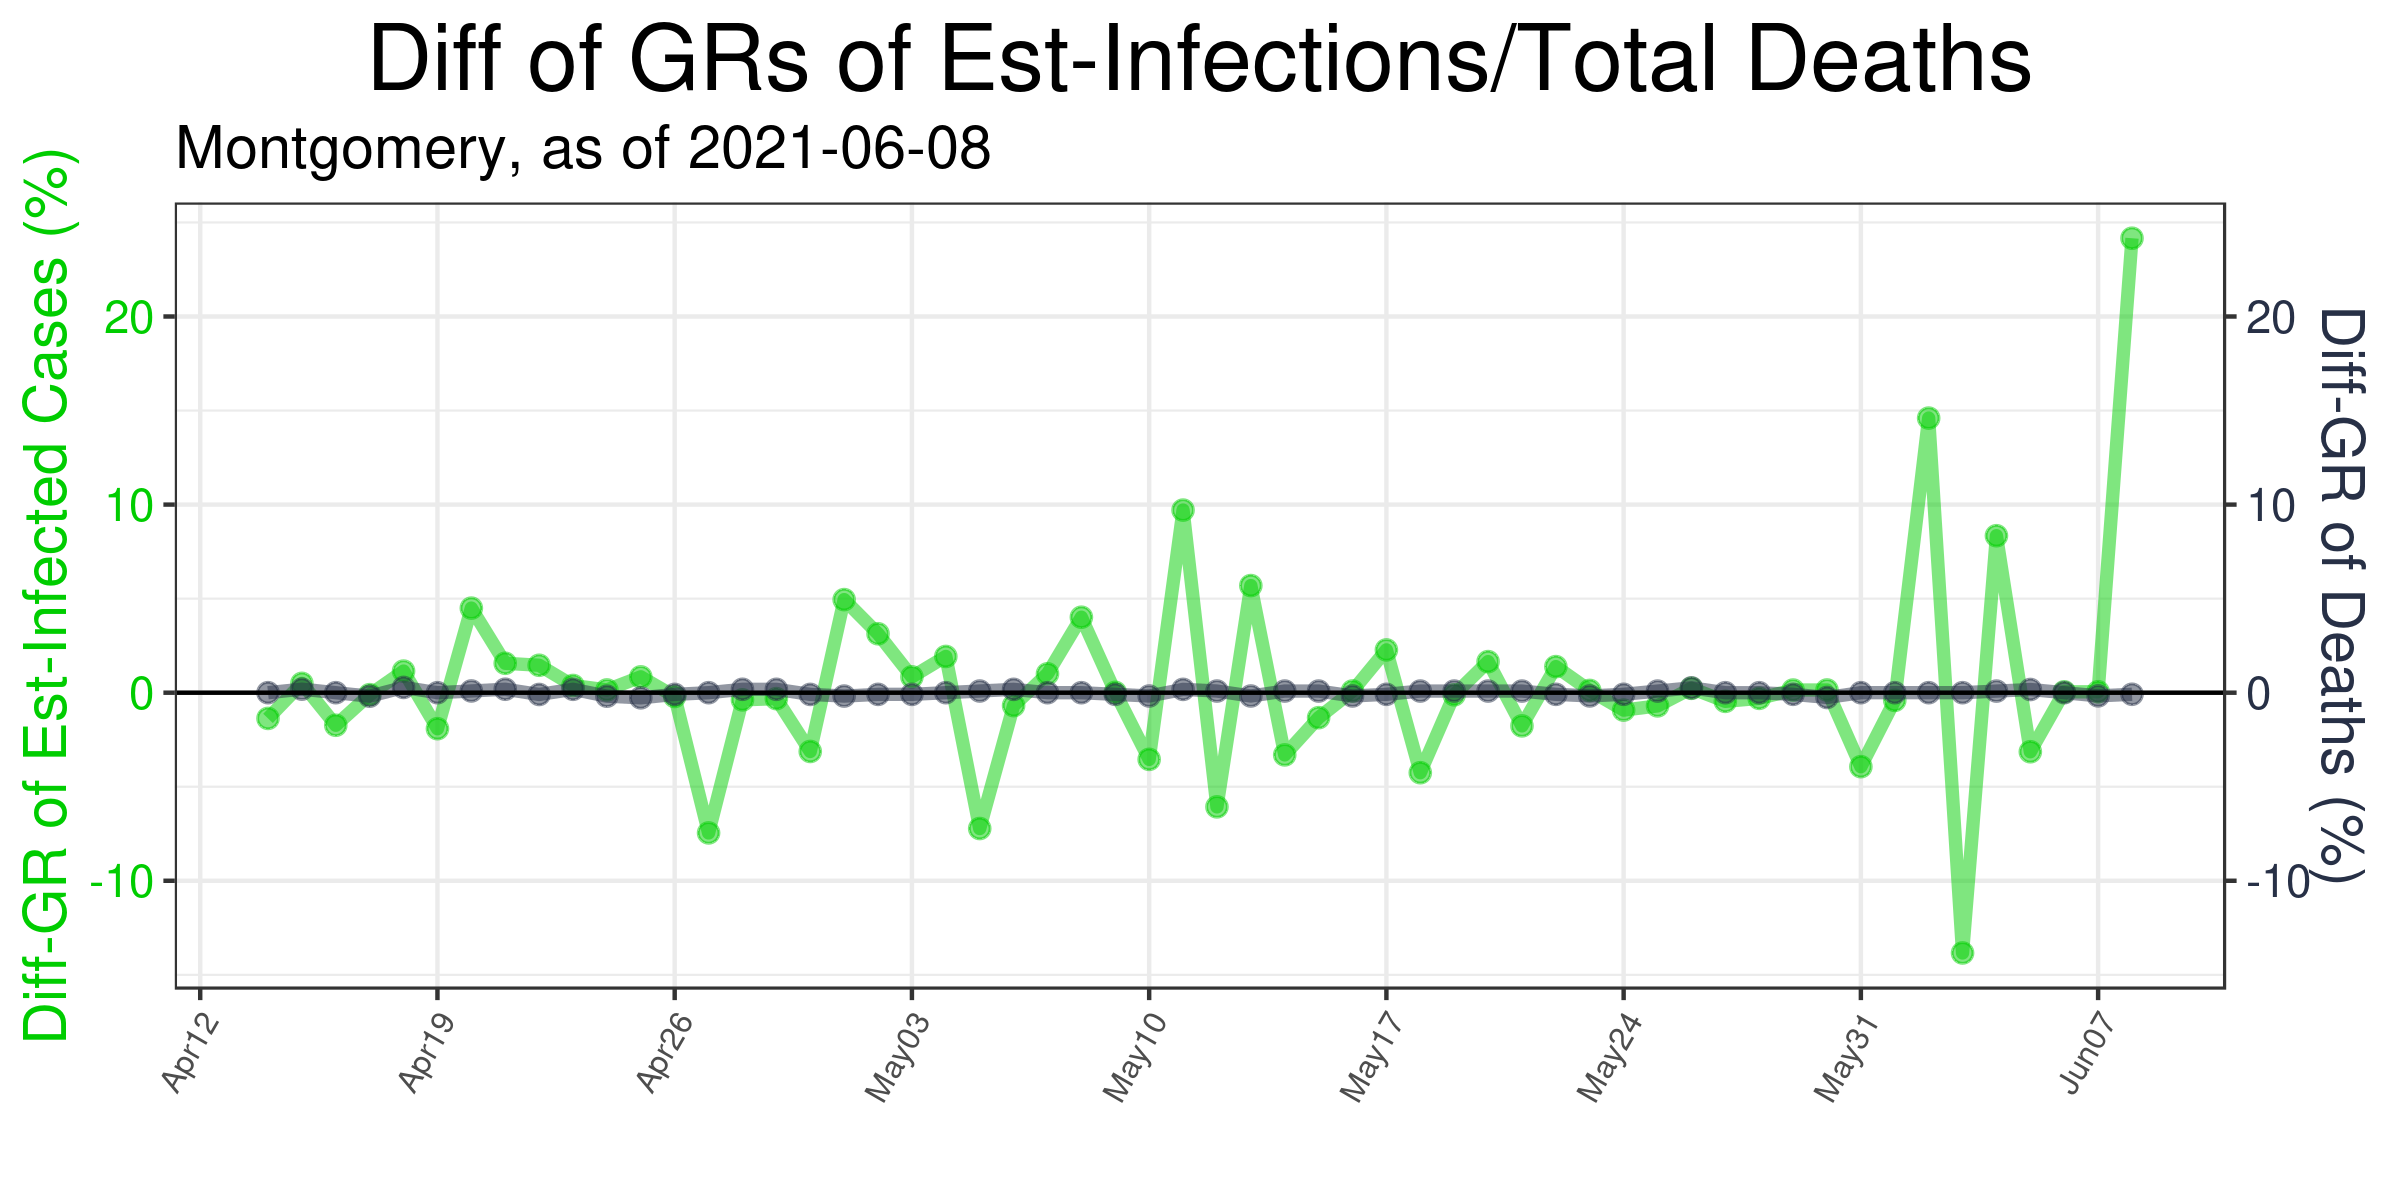 Diff of GRs of Est-Infections/Total Deaths
Montgomery, as of 2021-06-08
Diff-GR of Est-Infected Cases (%)
20
10
0
-10
20
10
0
-10
Diff-GR of Deaths (%)
Apr12
Apr19
Apr26
May03
May10
May17
May24
May31
Jun07